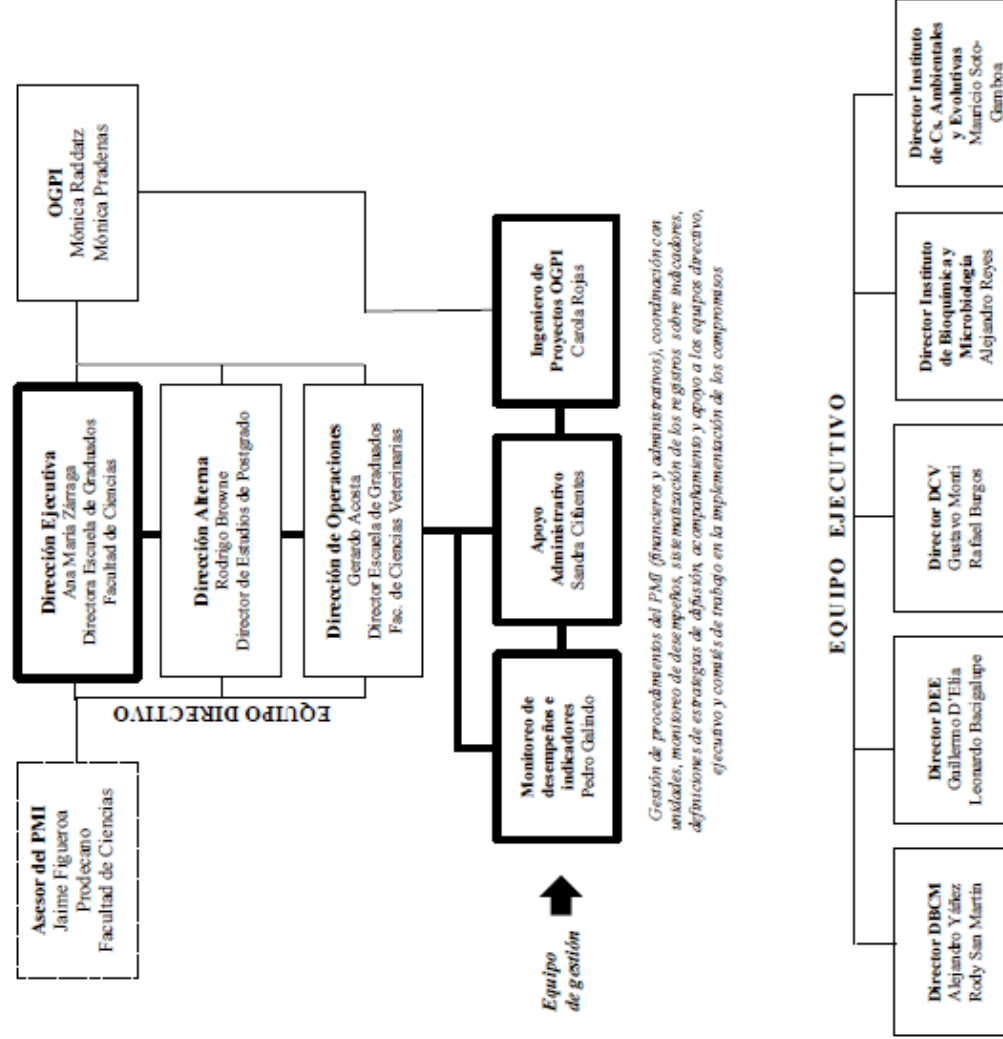 Asesor del PMI
Jaime Figueroa
Prodecano
Facultad de Ciencias
Dirección Ejecutiva
Ana María Zárraga
Directora Escuela de Graduados
Facultad de Ciencias
OGPI
Mónica Raddatz
Mónica Pradenas
EQUIPO DIRECTIVO
Dirección Alterna
Rodrigo Browne
Director de Estudios de Postgrado
Dirección de Operaciones
Gerardo Acosta
Director Escuela de Graduados
Fac. de Ciencias Veterinarias
Equipo
de gestión
Monitoreo de
desempeños e
indicadores
Pedro Galindo
Apoyo
Administrativo
Sandra Cifuentes
Ingeniero de
Proyectos OGPI
Carola Rojas
Gestión de procedimientos del PMI (financieros y administrativos), coordinación con
unidades, monitoreo de desempeños, sistematización de los registros sobre indicadores,
definiciones de estrategias de difusión, acompañamiento y apoyo a los equipos directivo,
ejecutivo y comités de trabajo en la implementación de los compromisos
EQUIPO EJECUTIVO
Director DBCM
Alejandro Yáñez
Rody San Martín
Director DEE
Guillermo D'Elía
Leonardo Bacigalupe
Director DCV
Gustavo Monti
Rafael Burgos
Director Instituto
de Bioquímica y
Microbiología
Alejandro Reyes
Director Instituto
de Cs. Ambientales
y Evolutivas
Mauricio Soto-
Gamboa